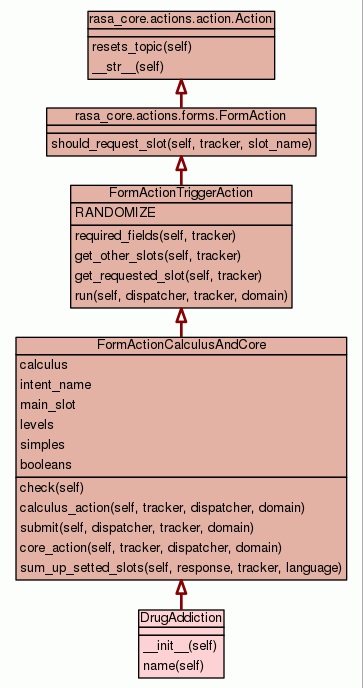 rasa_core.actions.action.Action
resets_topic(self)
__str__(self)
rasa_core.actions.forms.FormAction
should_request_slot(self, tracker, slot_name)
FormActionTriggerAction
RANDOMIZE
required_fields(self, tracker)
get_other_slots(self, tracker)
get_requested_slot(self, tracker)
run(self, dispatcher, tracker, domain)
FormActionCalculusAndCore
calculus
intent_name
main_slot
levels
simples
booleans
check(self)
calculus_action(self, tracker, dispatcher, domain)
submit(self, dispatcher, tracker, domain)
core_action(self, tracker, dispatcher, domain)
sum_up_setted_slots(self, response, tracker, language)
DrugAddiction
__init__(self)
name(self)